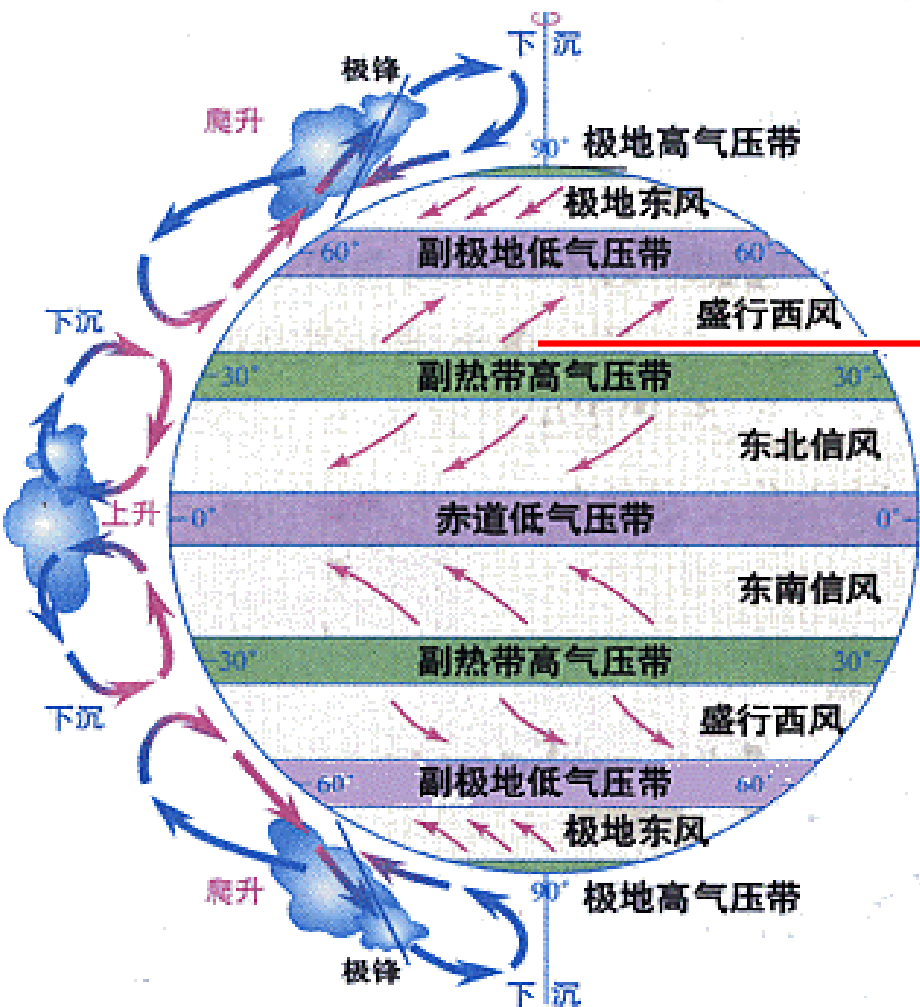 下沉
极锋
爬升
90° 极地高气压带
极地东风
60° 副极地低气压带 60°
盛行西风
下沉
30° 副热带高气压带 30°
东北信风
上升
0° 赤道低气压带 0°
东南信风
30° 副热带高气压带 30°
下沉
盛行西风
60° 副极地低气压带 60°
极地东风
爬升
90° 极地高气压带
极锋
下沉